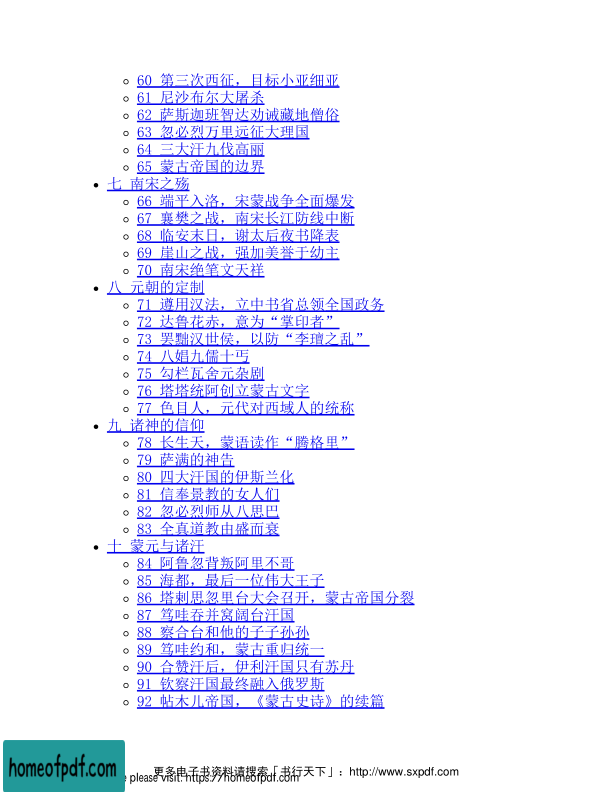 60 第三次西征，目标小亚细亚
61 尼沙布尔大屠杀
62 萨斯迦班智达劝诫藏地僧俗
63 忽必烈万里远征大理国
64 三大汗九伐高丽
65 蒙古帝国的边界
七 南宋之殇
66 端平入洛，宋蒙战争全面爆发
67 襄樊之战，南宋长江防线中断
68 临安末日，谢太后夜书降表
69 崖山之战，强加美誉于幼主
70 南宋绝笔文天祥
八 元朝的定制
71 遵用汉法，立中书省总领全国政务
72 达鲁花赤，意为“掌印者”
73 罢黜汉世侯，以防“李璮之乱”
74 八娼九儒十丐
75 勾栏瓦舍元杂剧
76 塔塔统阿创立蒙古文字
77 色目人，元代对西域人的统称
九 诸神的信仰
78 长生天，蒙语读作“腾格里”
79 萨满的神告
80 四大汗国的伊斯兰化
81 信奉景教的女人们
82 忽必烈师从八思巴
83 全真道教由盛而衰
十 蒙元与诸汗
84 阿鲁忽背叛阿里不哥
85 海都，最后一位伟大王子
86 塔剌思忽里台大会召开，蒙古帝国分裂
87 笃哇吞并窝阔台汗国
88 察合台和他的子子孙孙
89 笃哇约和，蒙古重归统一
90 合赞汗后，伊利汗国只有苏丹
91 钦察汗国最终融入俄罗斯
92 帖木儿帝国，《蒙古史诗》的续篇
更多电子书资料请搜索「书行天下」：http://www.sxpdf.com
please visit: https://homeofpdf.com
homeofpdf.com